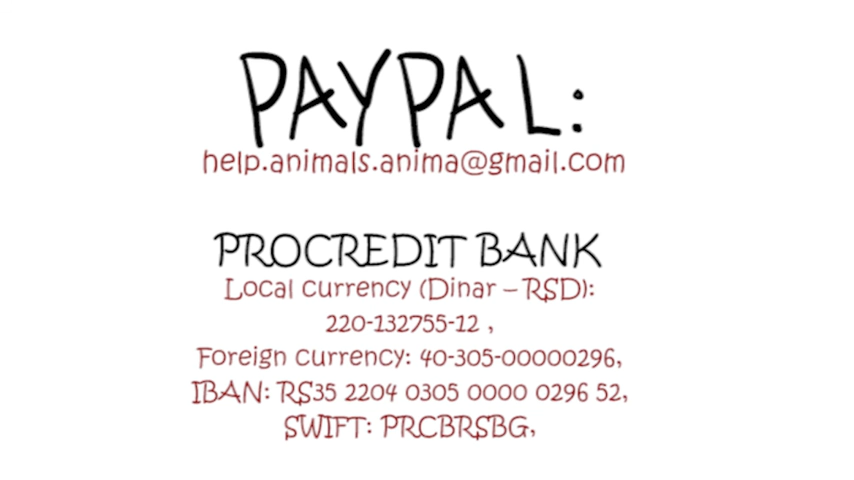 PAYPAL:
help.animals.anima@gmail.com
PROCREDIT BANK
Local currency (Dinar – RSD):
220-132755-12 ,
Foreign currency: 40-305-00000296,
IBAN: RS35 2204 0305 0000 0296 52,
SWIFT: PRCBRSBG,